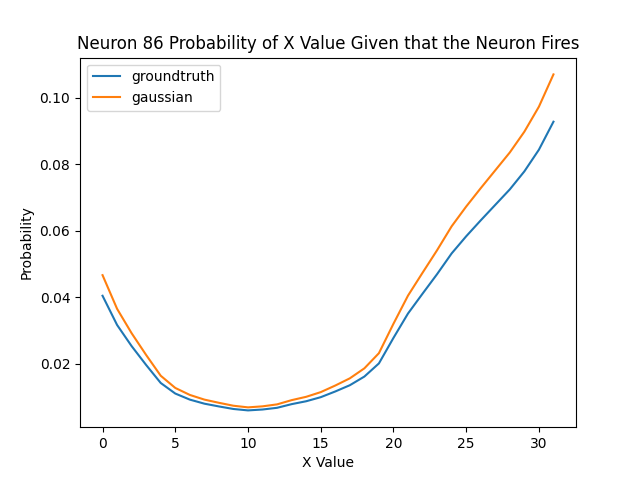 Neuron 86 Probability of X Value Given that the Neuron Fires
groundtruth
gaussian
0.10
0.08
0.06
0.04
0.02
Probability
0 5 10 15 20 25 30
X Value